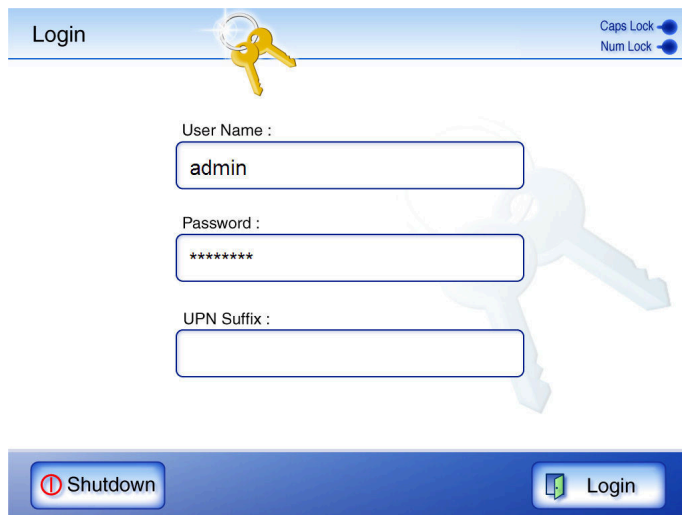 Login
Caps Lock
Num Lock
User Name :
admin
Password :
********
UPN Suffix :
Shutdown
Login